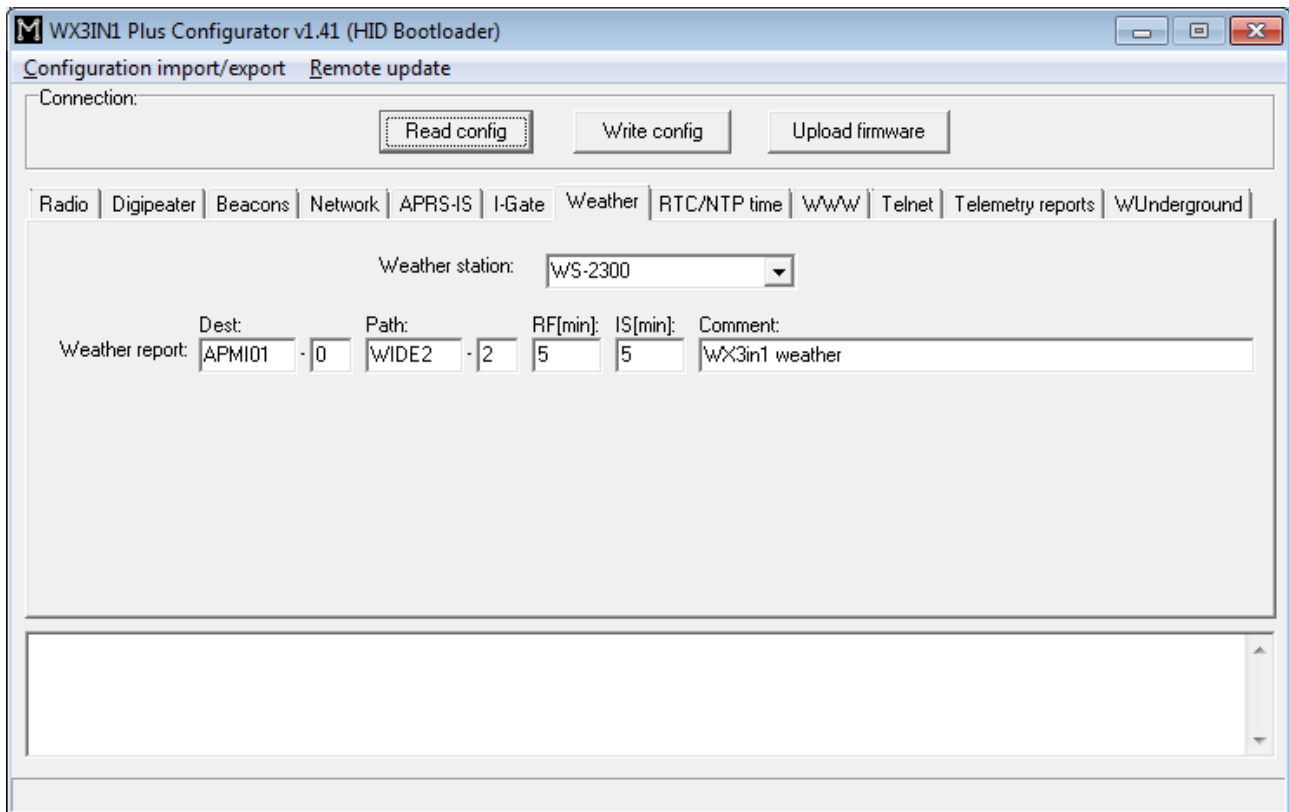 WX3IN1 Plus Configurator v1.41 (HID Bootloader)
Configuration import/export Remote update
Connection:
Read config Write config Upload firmware
Radio Digipeater Beacons Network APRS-IS I-Gate Weather RTC/NTP time WWW Telnet Telemetry reports WUnderground
Weather station: WS-2300
Dest: Path: RF[min]: IS[min]: Comment:
Weather report: APMI01 - 0 WIDE2 - 2 5 5 WX3in1 weather